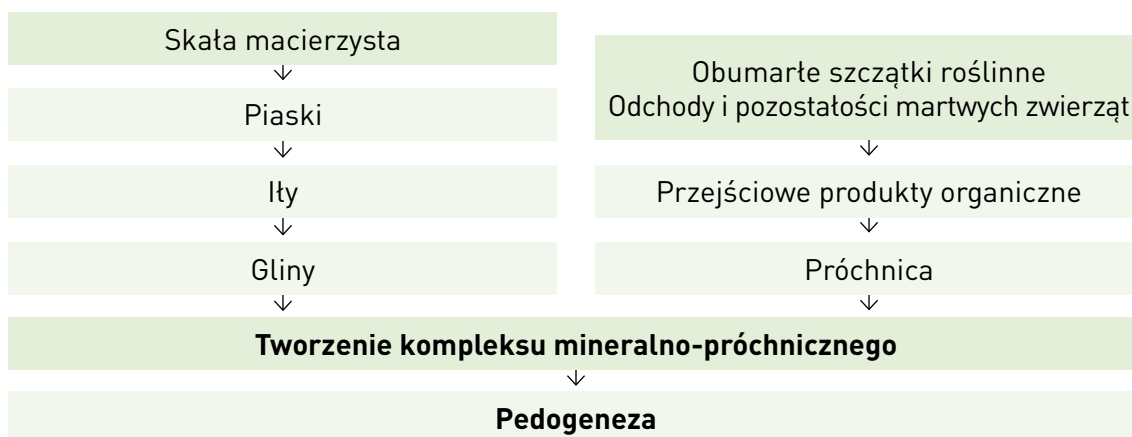 Skała macierzysta
Piaski
Iły
Gliny
Obumarłe szczątki roślinne
Odchody i pozostałości martwych zwierząt
Przejściowe produkty organiczne
Próchnica
Tworzenie kompleksu mineralno-próchnicznego
Pedogeneza